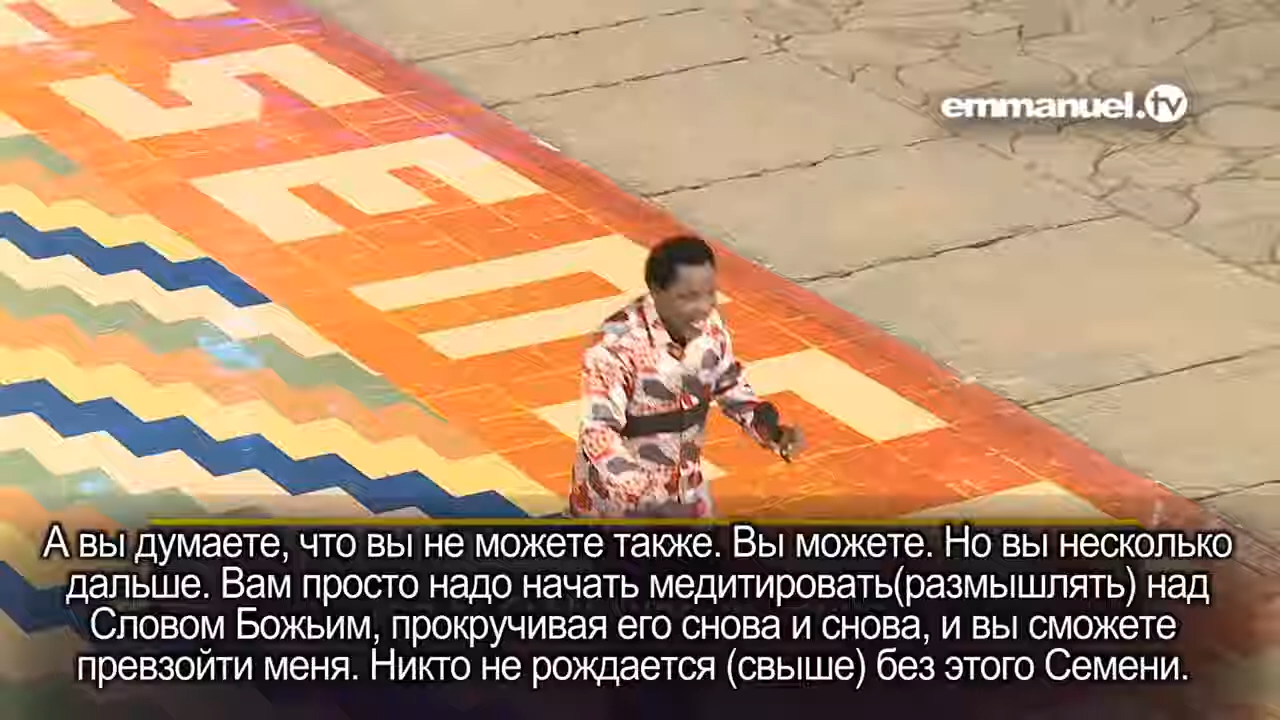 emmanuel.tv
А вы думаете, что вы не можете также. Вы можете. Но вы несколько
дальше. Вам просто надо начать медитировать(размышлять) над
Словом Божьим, прокручивая его снова и снова, и вы сможете
превзойти меня. Никто не рождается (свыше) без этого Семени.